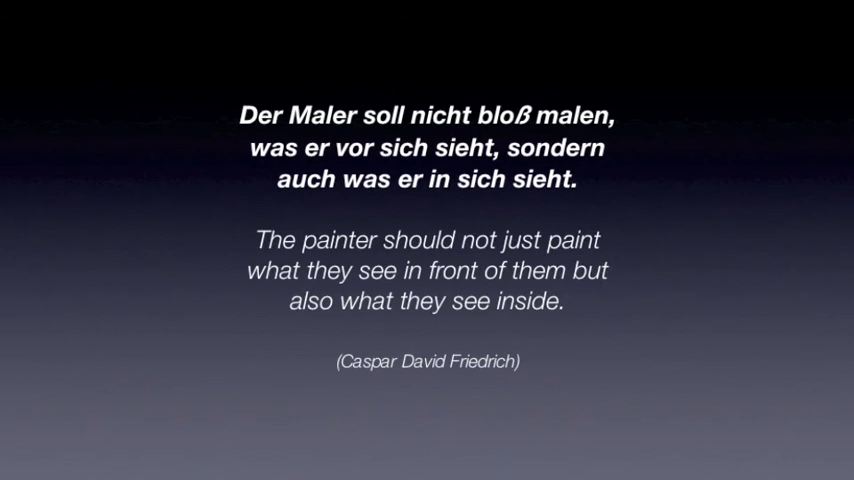 Der Maler soll nicht bloß malen,
was er vor sich sieht, sondern
auch was er in sich sieht.
The painter should not just paint
what they see in front of them but
also what they see inside.
(Caspar David Friedrich)